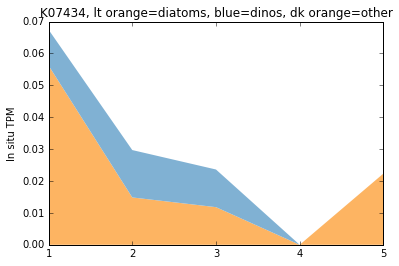 K07434, lt orange=diatoms, blue=dinos, dk orange=other
0.07
0.06
0.05
0.04
0.03
0.02
0.01
0.00
In situ TPM
1 2 3 4 5